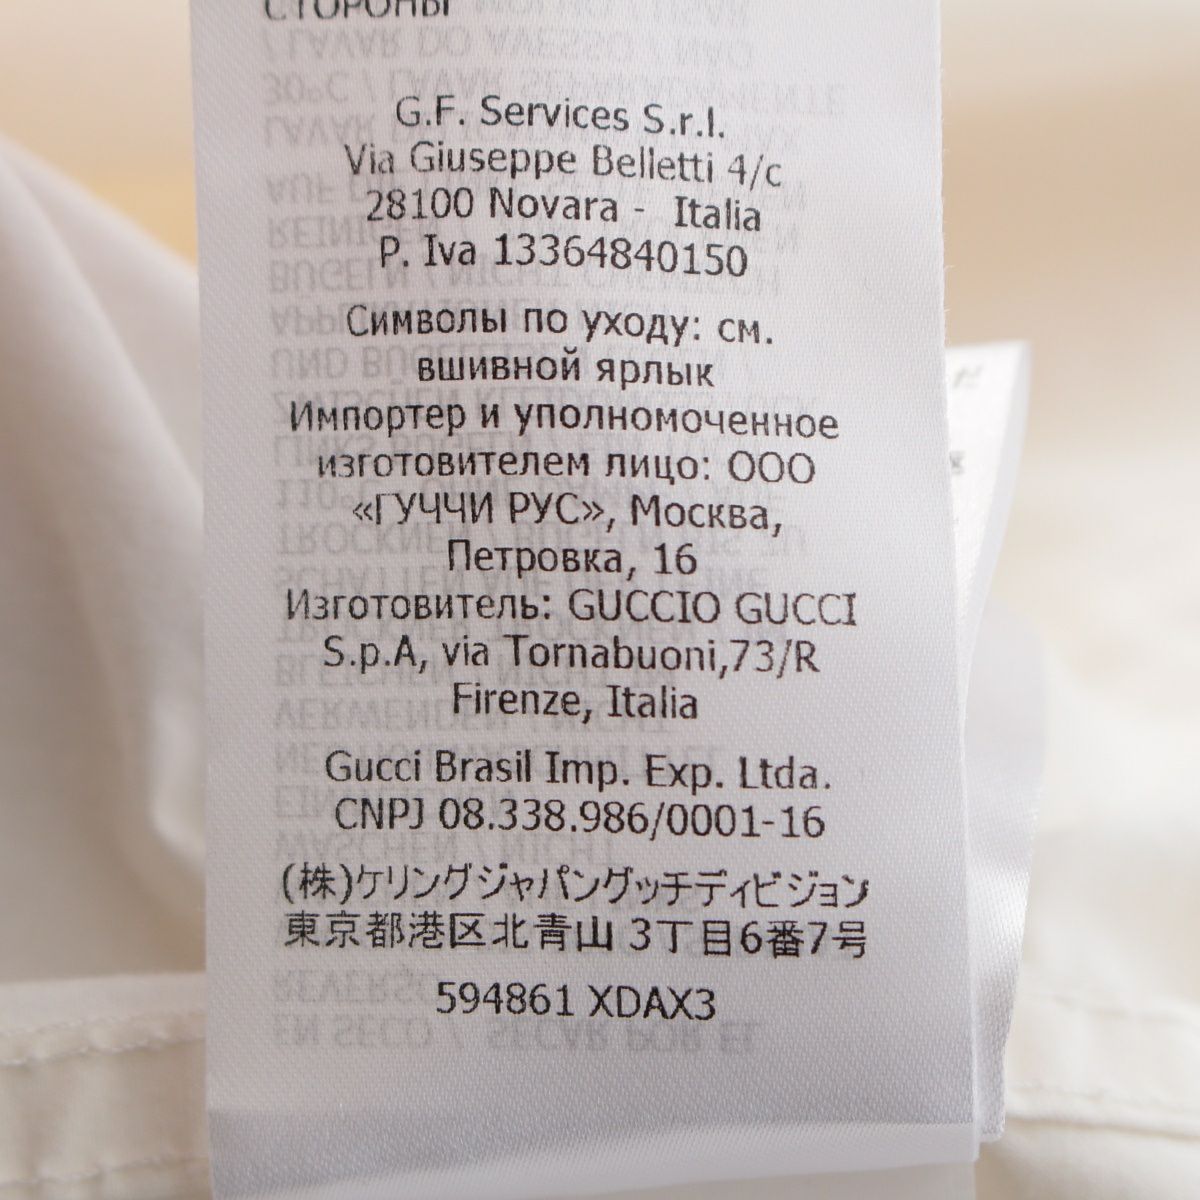 СТОРОНЫ
G.F. Services S.r.l.
Via Giuseppe Belletti 4/c
28100 Novara - Italia
P. Iva 13364840150
Символы по уходу: см.
вшивной ярлык
Импортер и уполномоченное
изготовителем лицо: ООО
«ГУЧЧИ РУС», Москва,
Петровка, 16
Изготовитель: GUCCIO GUCCI
S.p.A, via Tornabuoni,73/R
Firenze, Italia
Gucci Brasil Imp. Exp. Ltda.
CNPJ 08.338.986/0001-16
(株)ケリングジャパングッチディビジョン
東京都港区北青山 3丁目6番7号
594861 XDAX3